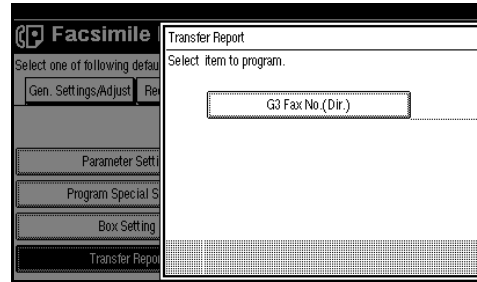 Facsimile
Select one of following defau
Gen. Settings/Adjust Re
Parameter Setti
Program Special S
Box Setting
Transfer Repo
Transfer Report
Select item to program.
G3 Fax No.(Dir.)